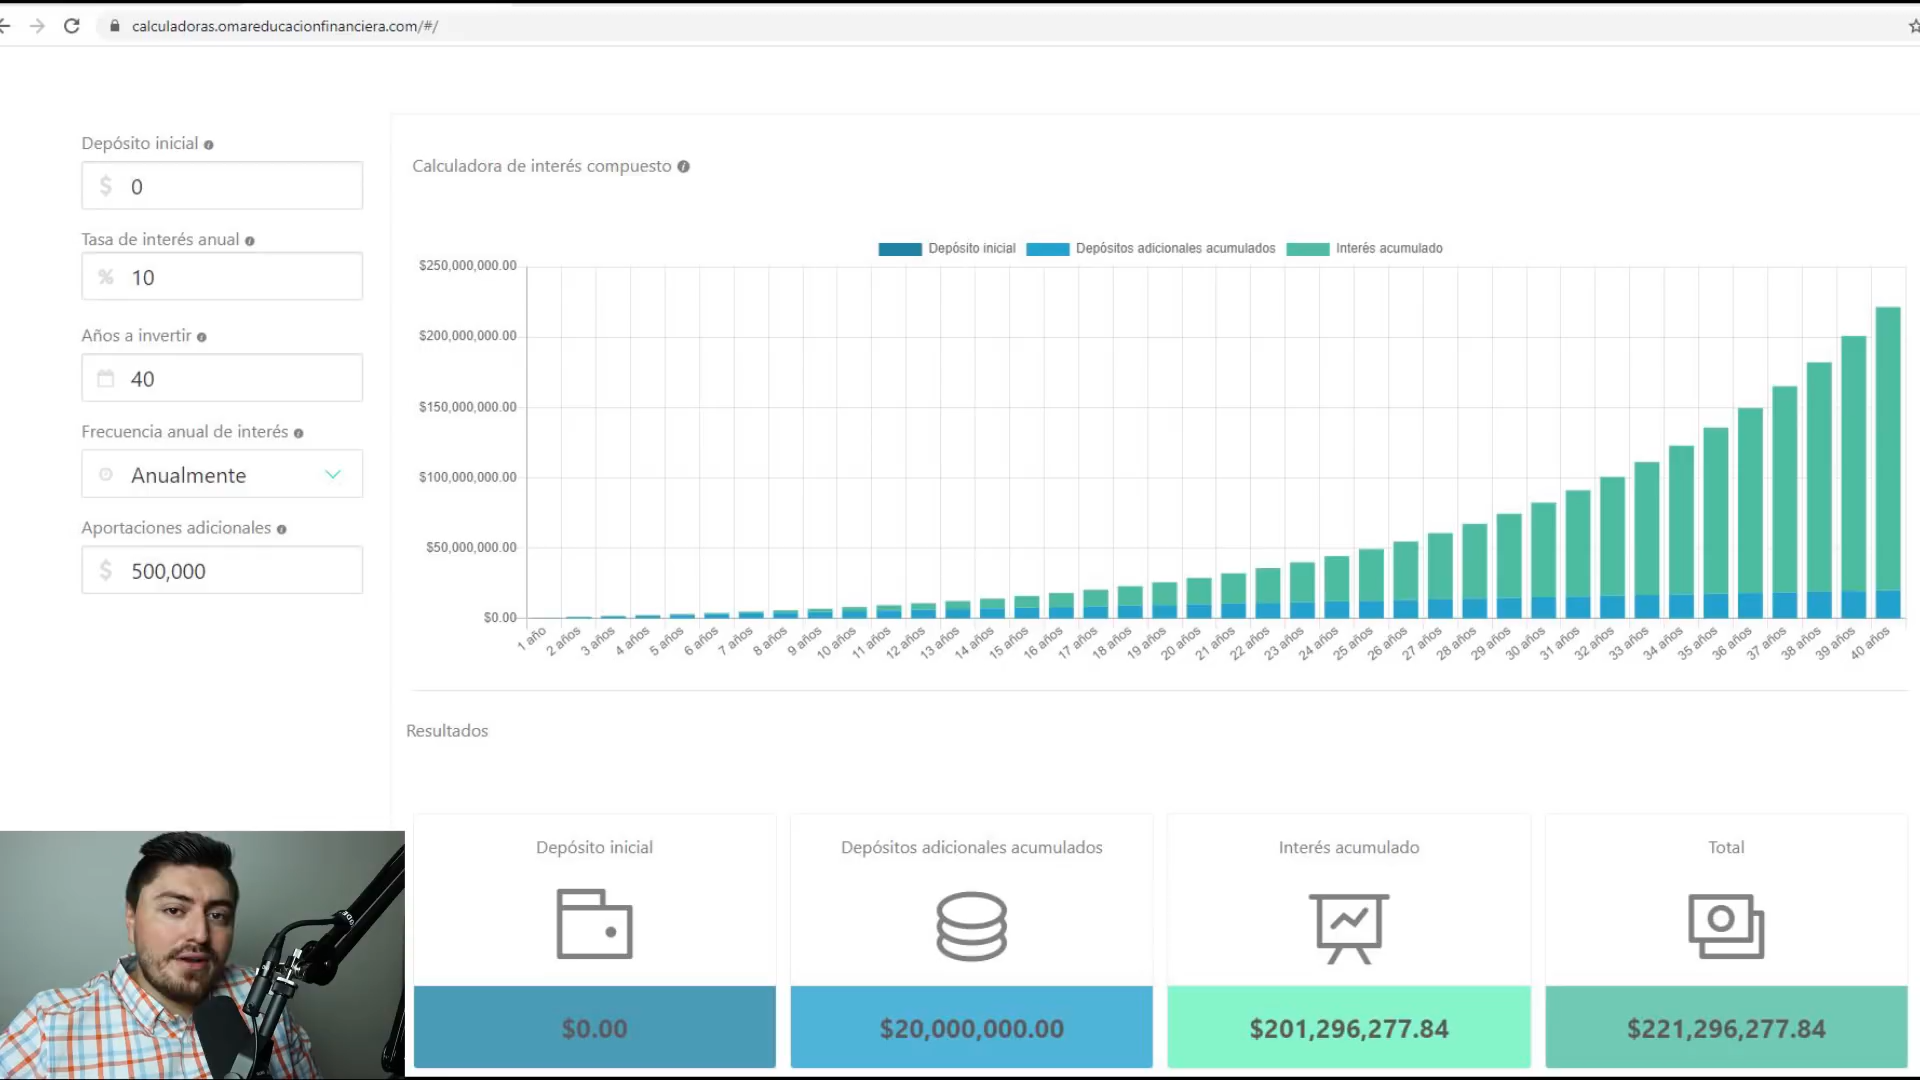 calculadoras.omareducacionfinanciera.com/#/
Depósito inicial
$ 0
Tasa de interés anual
% 10
Años a invertir
40
Frecuencia anual de interés
Anualmente
Aportaciones adicionales
$ 500,000
Calculadora de interés compuesto
Depósito inicial Depósitos adicionales acumulados Interés acumulado
$250,000,000.00
$200,000,000.00
$150,000,000.00
$100,000,000.00
$50,000,000.00
$0.00
1 año 2 años 3 años 4 años 5 años 6 años 7 años 8 años 9 años 10 años 11 años 12 años 13 años 14 años 15 años 16 años 17 años 18 años 19 años 20 años 21 años 22 años 23 años 24 años 25 años 26 años 27 años 28 años 29 años 30 años 31 años 32 años 33 años 34 años 35 años 36 años 37 años 38 años 39 años 40 años
Resultados
Depósito inicial
$0.00
Depósitos adicionales acumulados
$20,000,000.00
Interés acumulado
$201,296,277.84
Total
$221,296,277.84